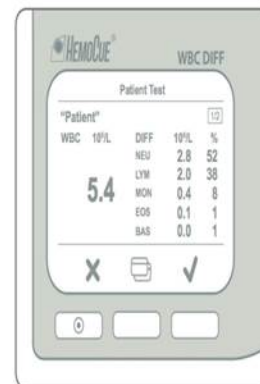 HemoCue®
WBC DIFF
Patient Test
"Patient" 1/2
WBC 10⁹/L DIFF 10⁹/L %
NEU 2.8 52
LYM 2.0 38
5.4 MON 0.4 8
EOS 0.1 1
BAS 0.0 1